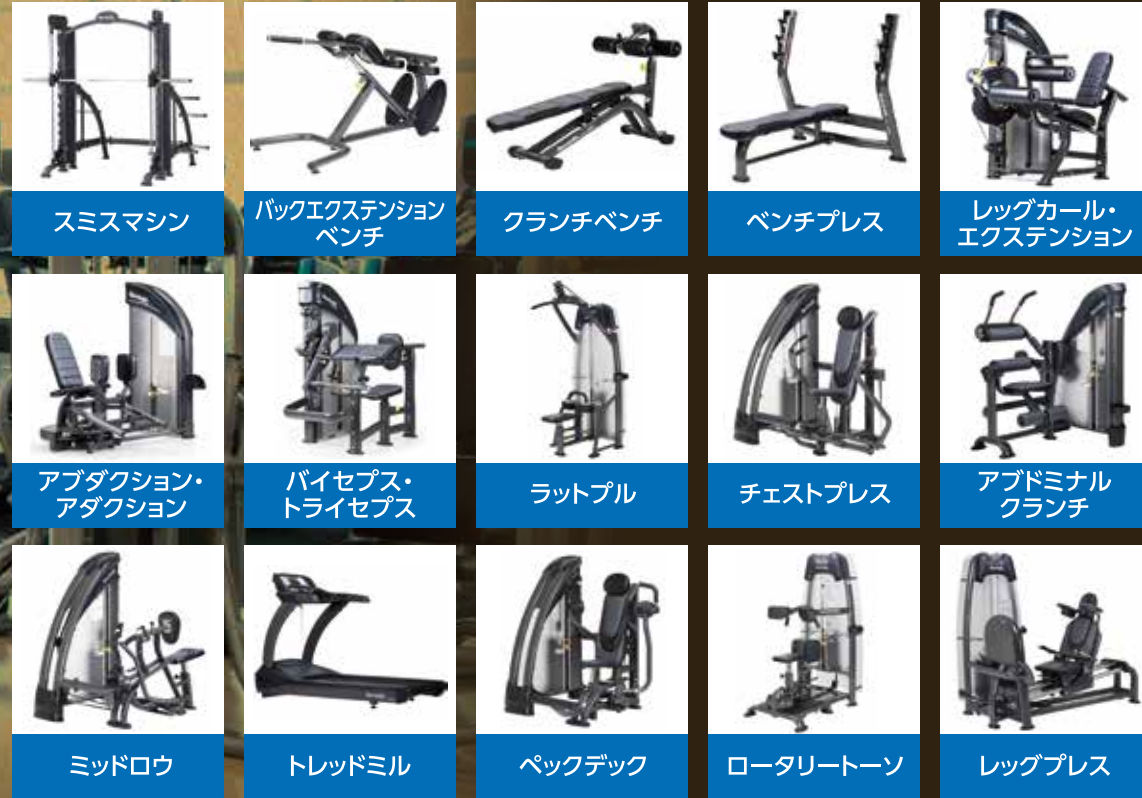 スミスマシン
バックエクステンション
ベンチ
クランチベンチ
ベンチプレス
レッグカール・
エクステンション
アブダクション・
アダクション
バイセプス・
トライセプス
ラットプル
チェストプレス
アブドミナル
クランチ
ミッドロウ
トレッドミル
ペックデック
ロータリートーソ
レッグプレス